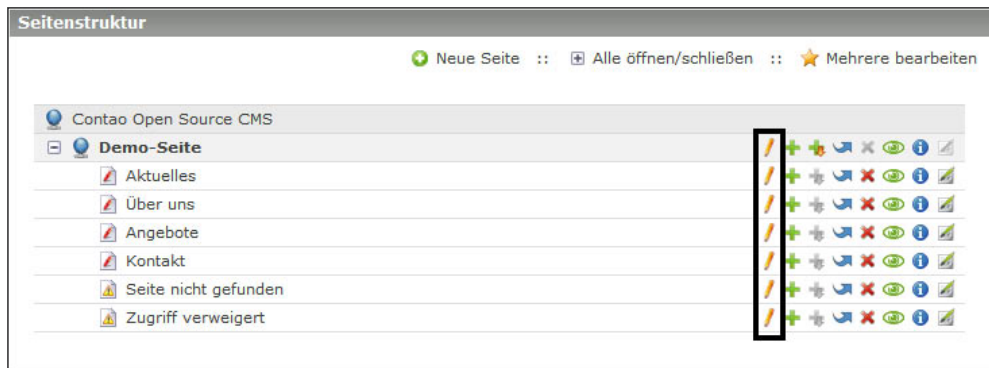 Seitenstruktur
Neue Seite :: Alle öffnen/schließen :: Mehrere bearbeiten
Contao Open Source CMS
Demo-Seite
Aktuelles
Über uns
Angebote
Kontakt
Seite nicht gefunden
Zugriff verweigert